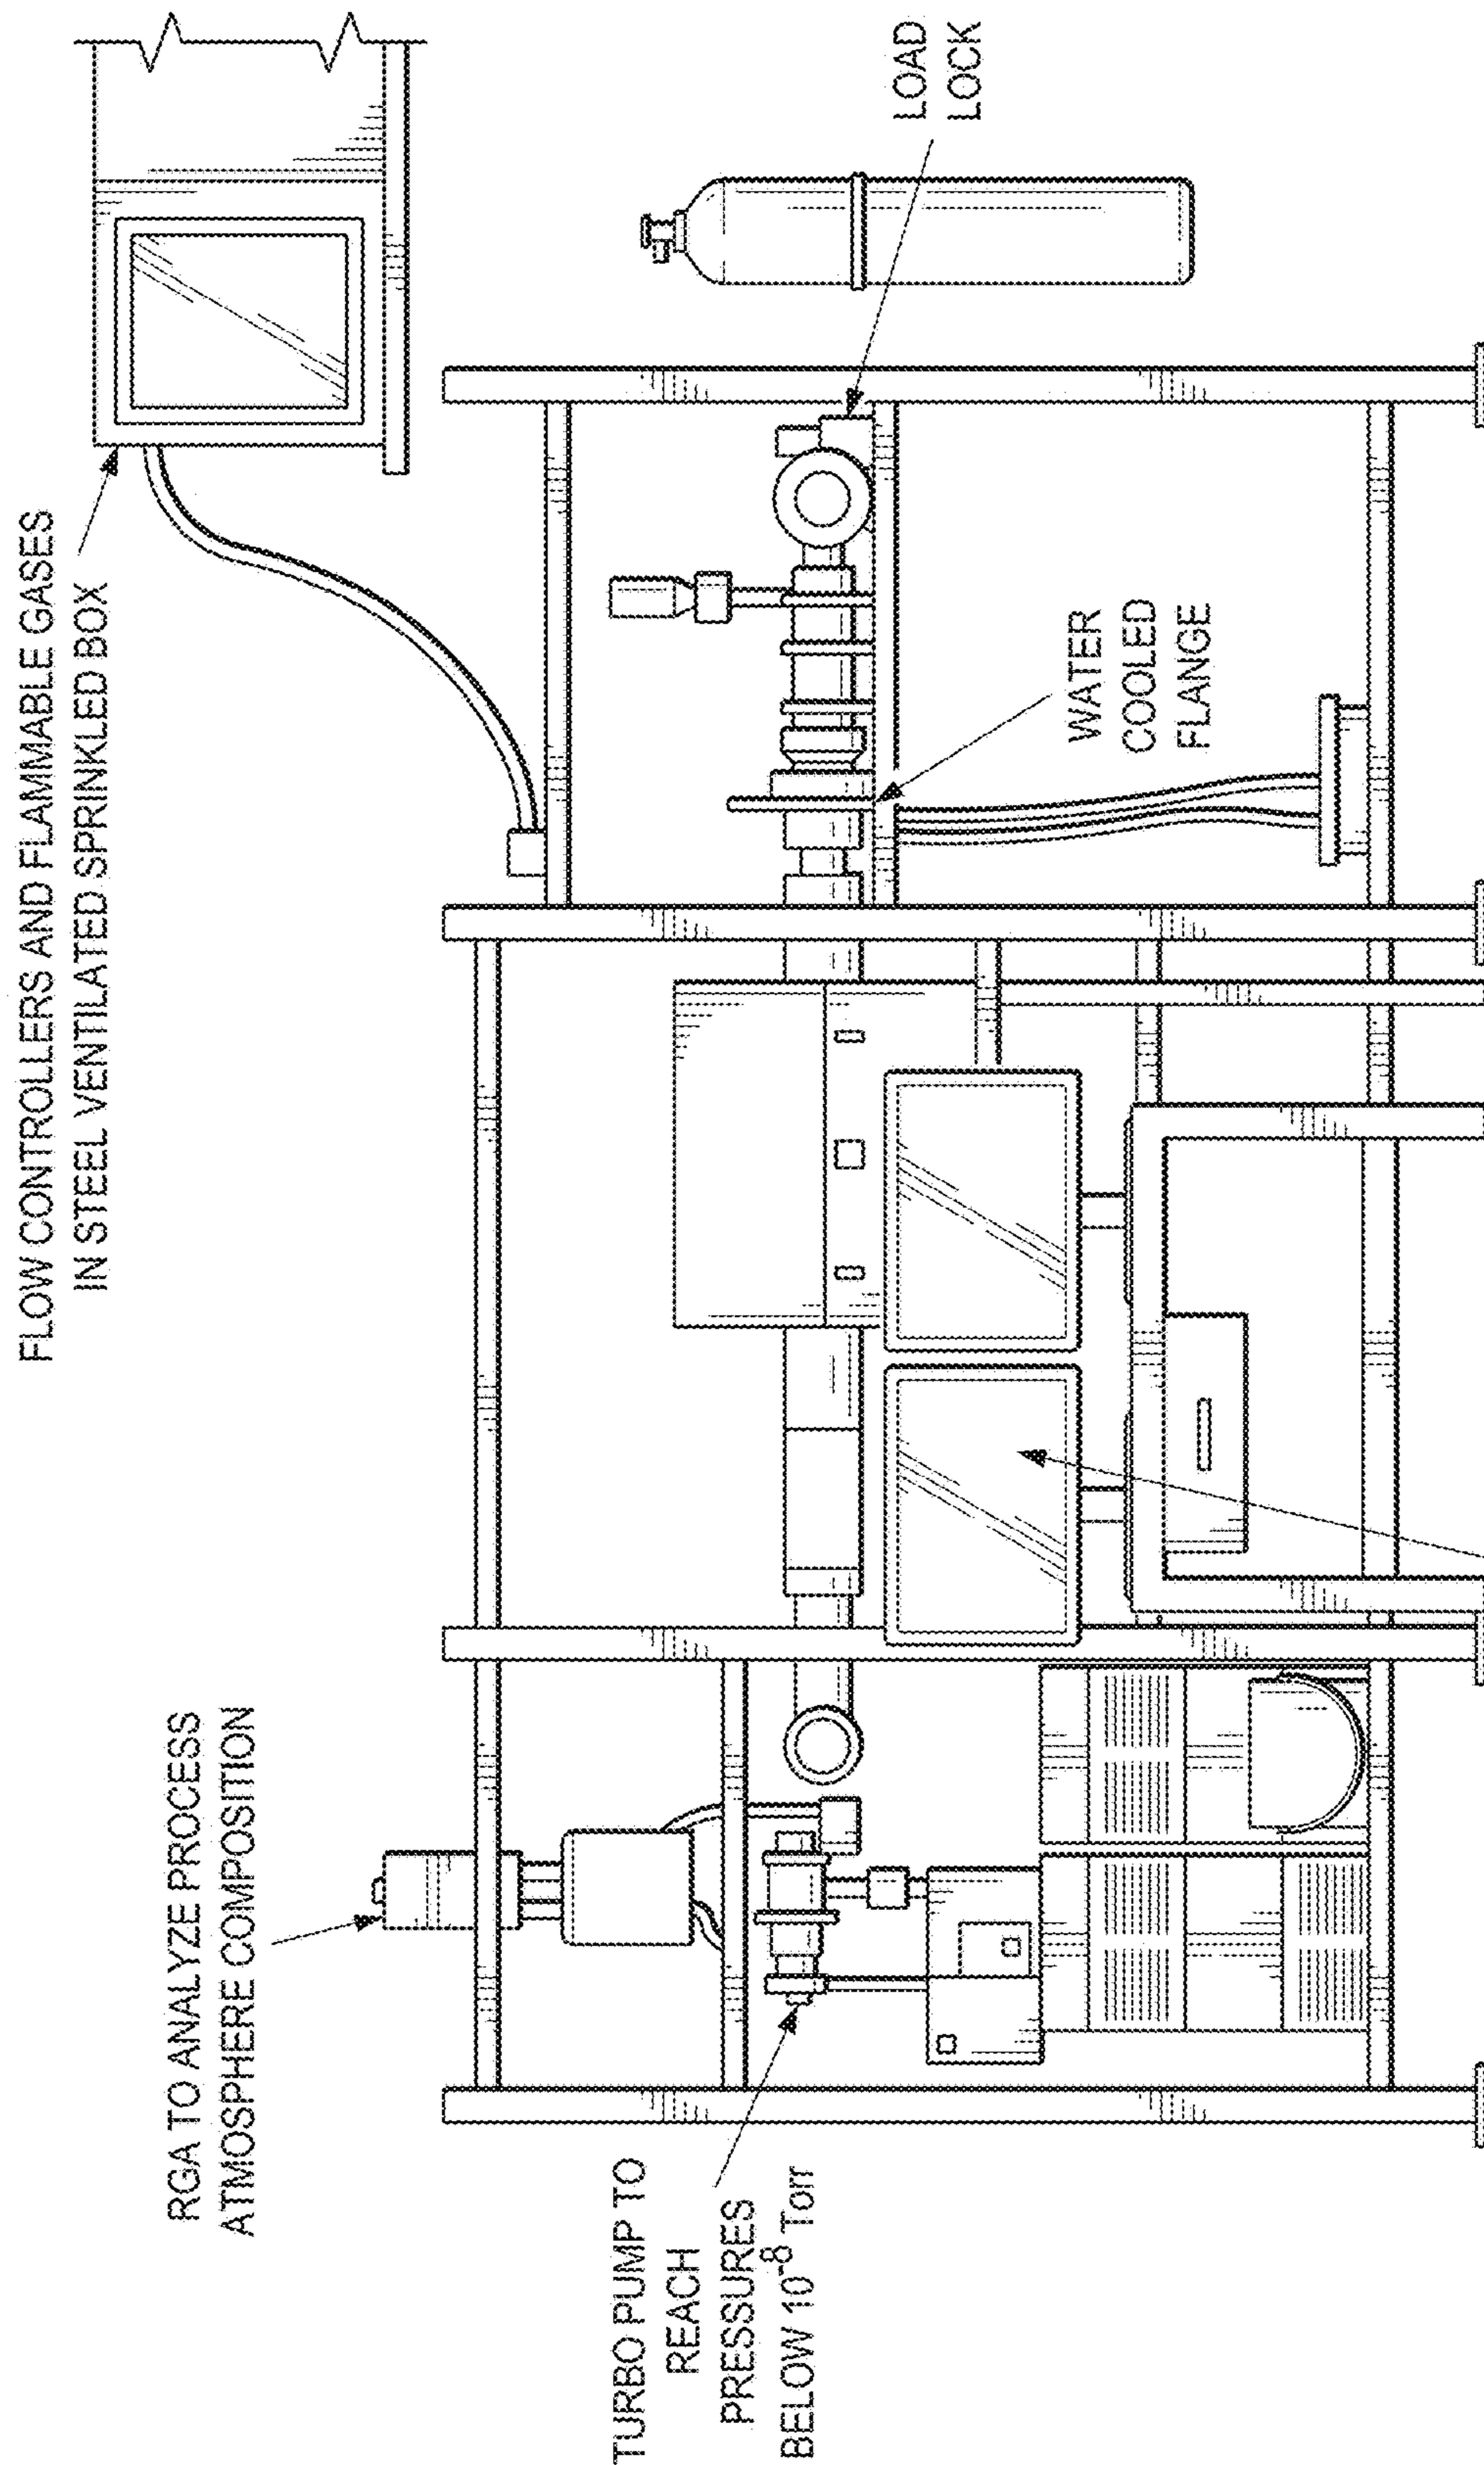 FLOW CONTROLLERS AND FLAMMABLE GASES
IN STEEL VENTILATED SPRINKLED BOX
RGA TO ANALYZE PROCESS
ATMOSPHERE COMPOSITION
TURBO PUMP TO
REACH
PRESSURES
BELOW 10⁻⁸ Torr
LOAD
LOCK
WATER
COOLED
FLANGE